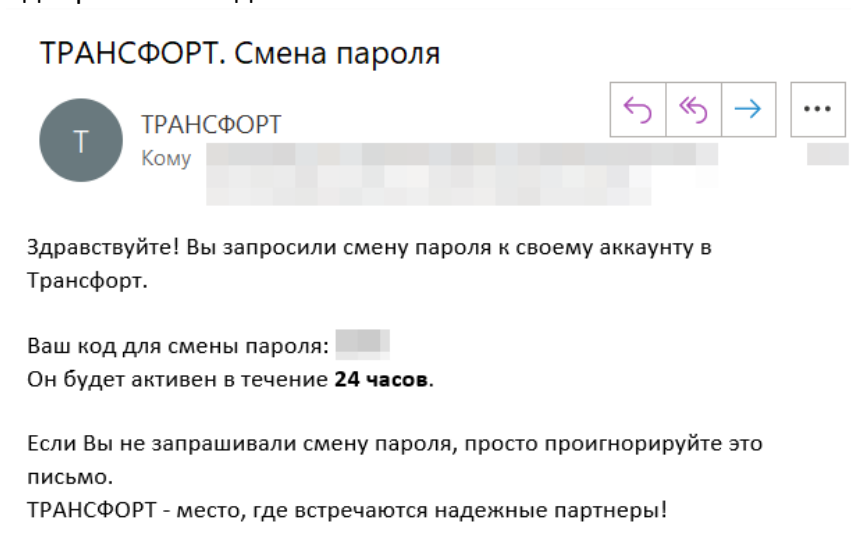 ТРАНСФОРТ. Смена пароля
Т
ТРАНСФОРТ
Кому
Здравствуйте! Вы запросили смену пароля к своему аккаунту в
Трансфорт.
Ваш код для смены пароля:
Он будет активен в течение 24 часов.
Если Вы не запрашивали смену пароля, просто проигнорируйте это
письмо.
ТРАНСФОРТ - место, где встречаются надежные партнеры!